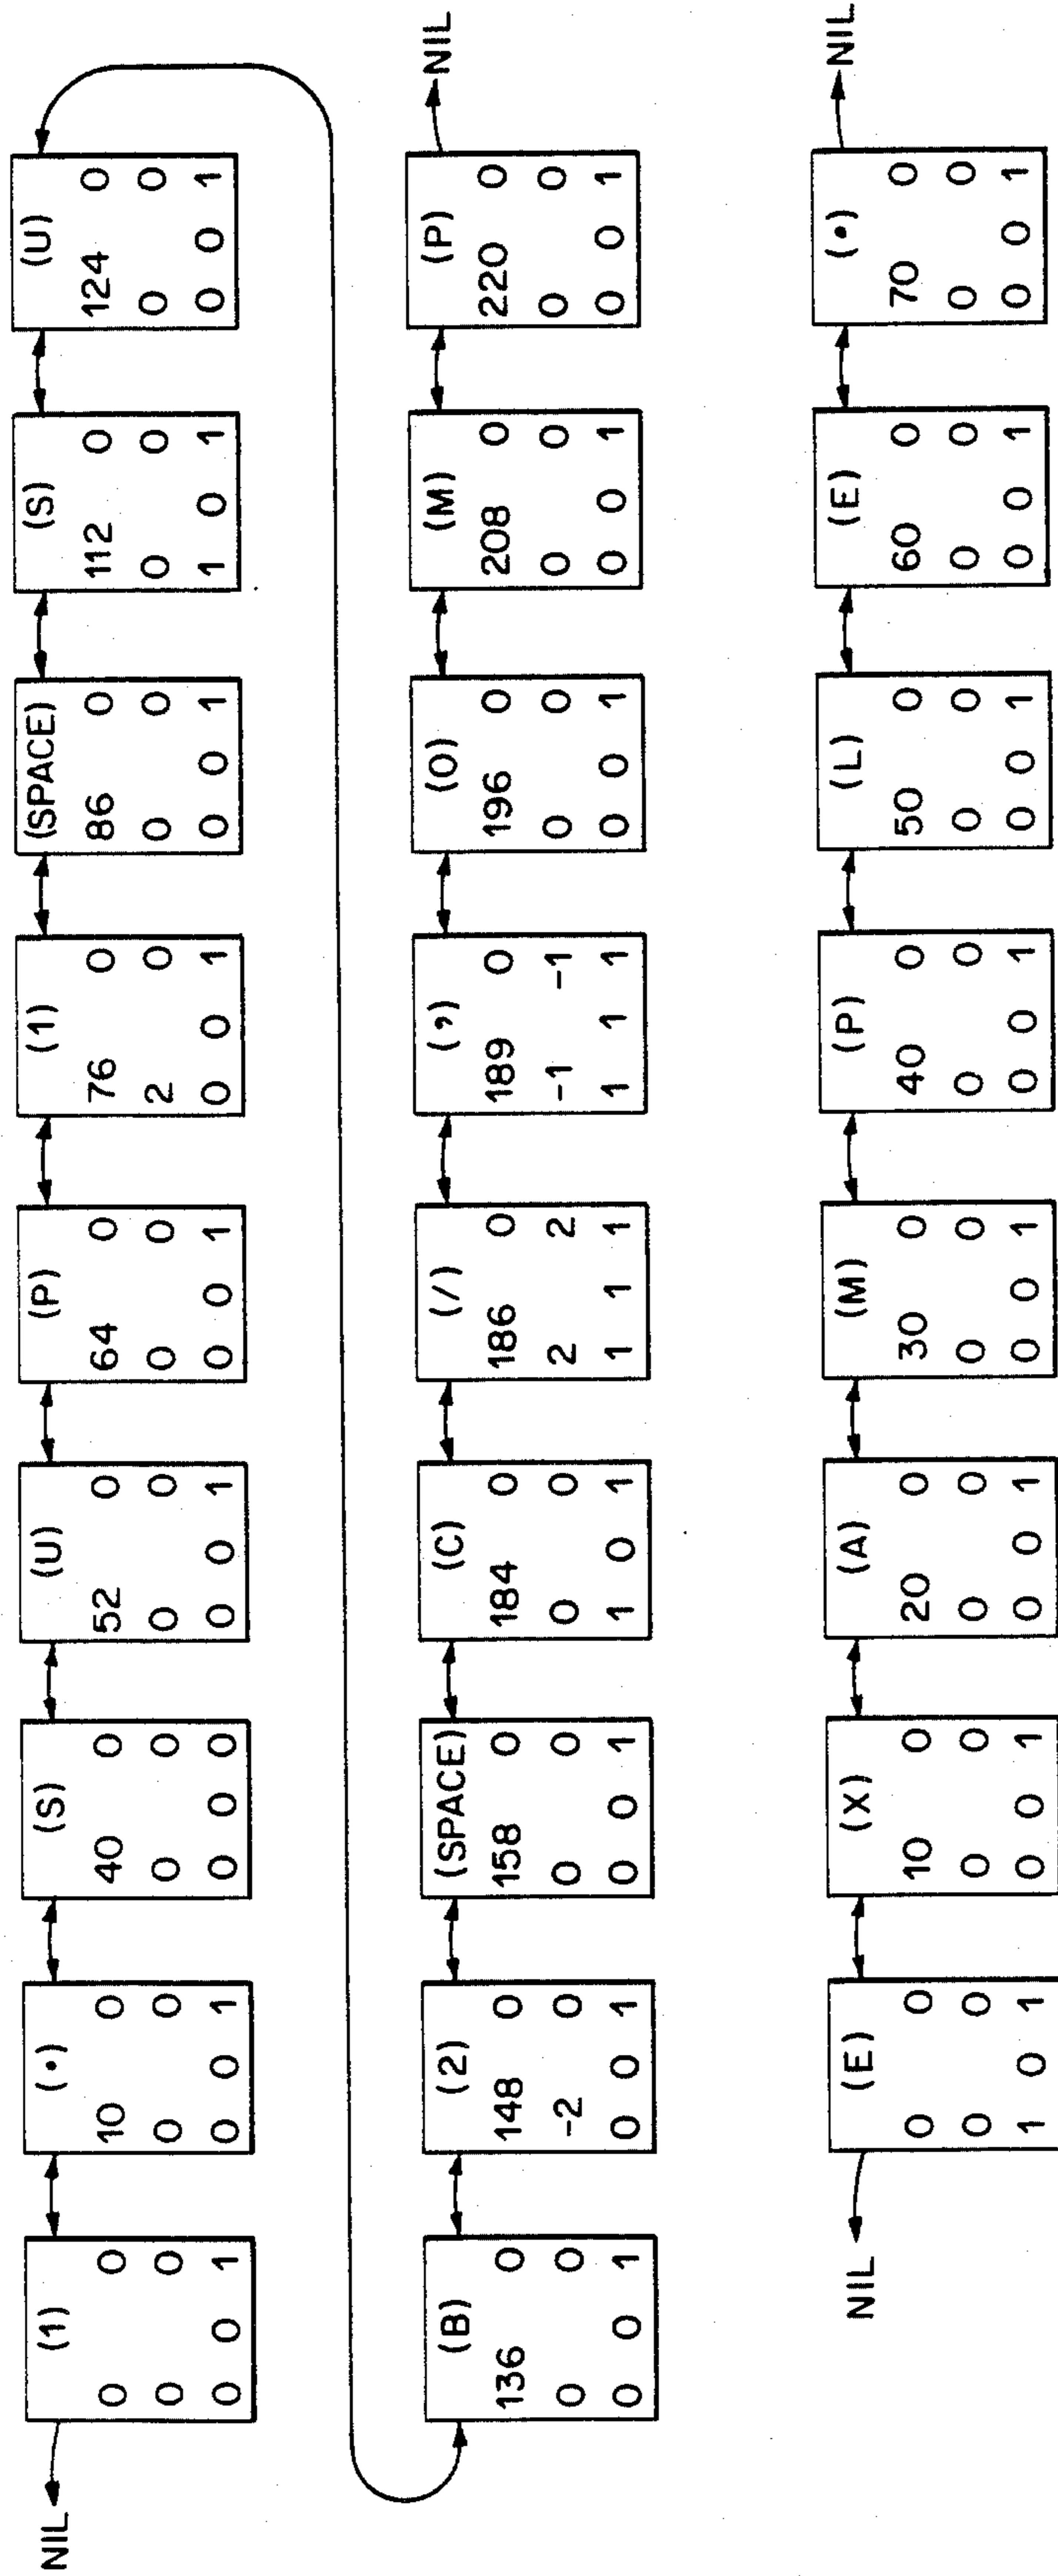 NIL
(1)
0 0
0 0
0 0 1
(•)
10 0
0 0
0 0 1
(S)
40 0
0 0
0 0 0
(U)
52 0
0 0
0 0 1
(P)
64 0
0 0
0 0 1
(1)
76 0
2 0
0 0 1
(SPACE)
86 0
0 0
0 0 1
(S)
112 0
0 0
1 0 1
(U)
124 0
0 0
0 0 1
(B)
136 0
0 0
0 0 1
(2)
148 0
-2 0
0 0 1
(SPACE)
158 0
0 0
0 0 1
(C)
184 0
0 0
1 0 1
(/)
186 0
2 2
1 1 1
(,)
189 0
-1 -1
1 1 1
(O)
196 0
0 0
0 0 1
(M)
208 0
0 0
0 0 1
(P)
220 0
0 0
0 0 1
NIL
NIL
(E)
0 0
0 0
1 0 1
(X)
10 0
0 0
0 0 1
(A)
20 0
0 0
0 0 1
(M)
30 0
0 0
0 0 1
(P)
40 0
0 0
0 0 1
(L)
50 0
0 0
0 0 1
(E)
60 0
0 0
0 0 1
(•)
70 0
0 0
0 0 1
NIL